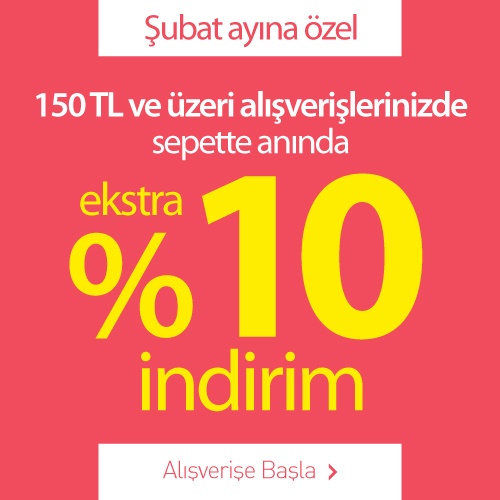 Şubat ayına özel
150 TL ve üzeri alışverişlerinizde
sepette anında
ekstra
%10
indirim
Alışverişe Başla >